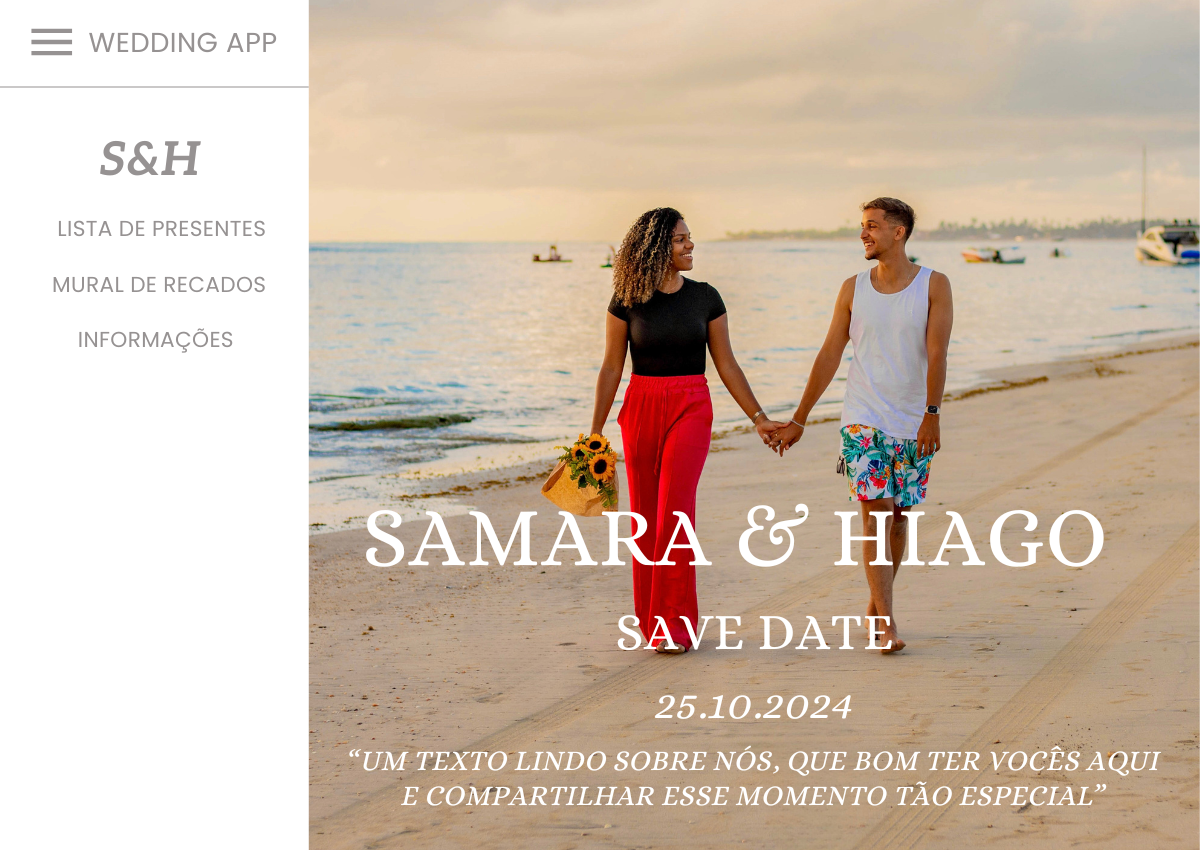 WEDDING APP
S&H
LISTA DE PRESENTES
MURAL DE RECADOS
INFORMAÇÕES
SAMARA & HIAGO
SAVE DATE
25.10.2024
“UM TEXTO LINDO SOBRE NÓS, QUE BOM TER VOCÊS AQUI
E COMPARTILHAR ESSE MOMENTO TÃO ESPECIAL”